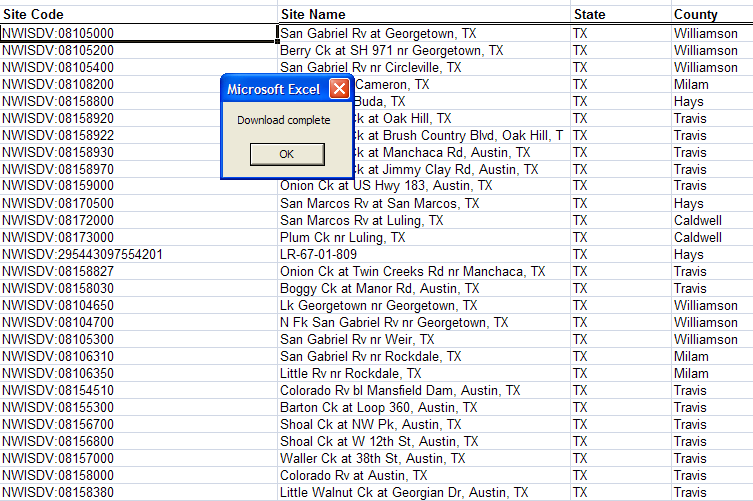 Site Code Site Name State County
NWISDV:08105000 San Gabriel Rv at Georgetown, TX TX Williamson
NWISDV:08105200 Berry Ck at SH 971 nr Georgetown, TX TX Williamson
NWISDV:08105400 San Gabriel Rv nr Circleville, TX TX Williamson
NWISDV:08108200 Cameron, TX TX Milam
NWISDV:08158800 Buda, TX TX Hays
NWISDV:08158920 Ck at Oak Hill, TX TX Travis
NWISDV:08158922 Ck at Brush Country Blvd, Oak Hill, T TX Travis
NWISDV:08158930 Ck at Manchaca Rd, Austin, TX TX Travis
NWISDV:08158970 Ck at Jimmy Clay Rd, Austin, TX TX Travis
NWISDV:08159000 Onion Ck at US Hwy 183, Austin, TX TX Travis
NWISDV:08170500 San Marcos Rv at San Marcos, TX TX Hays
NWISDV:08172000 San Marcos Rv at Luling, TX TX Caldwell
NWISDV:08173000 Plum Ck nr Luling, TX TX Caldwell
NWISDV:295443097554201 LR-67-01-809 TX Hays
NWISDV:08158827 Onion Ck at Twin Creeks Rd nr Manchaca, TX TX Travis
NWISDV:08158030 Boggy Ck at Manor Rd, Austin, TX TX Travis
NWISDV:08104650 Lk Georgetown nr Georgetown, TX TX Williamson
NWISDV:08104700 N Fk San Gabriel Rv nr Georgetown, TX TX Williamson
NWISDV:08105300 San Gabriel Rv nr Weir, TX TX Williamson
NWISDV:08106310 San Gabriel Rv nr Rockdale, TX TX Milam
NWISDV:08106350 Little Rv nr Rockdale, TX TX Milam
NWISDV:08154510 Colorado Rv bl Mansfield Dam, Austin, TX TX Travis
NWISDV:08155300 Barton Ck at Loop 360, Austin, TX TX Travis
NWISDV:08156700 Shoal Ck at NW Pk, Austin, TX TX Travis
NWISDV:08156800 Shoal Ck at W 12th St, Austin, TX TX Travis
NWISDV:08157000 Waller Ck at 38th St, Austin, TX TX Travis
NWISDV:08158000 Colorado Rv at Austin, TX TX Travis
NWISDV:08158380 Little Walnut Ck at Georgian Dr, Austin, TX TX Travis
Microsoft Excel
Download complete
OK